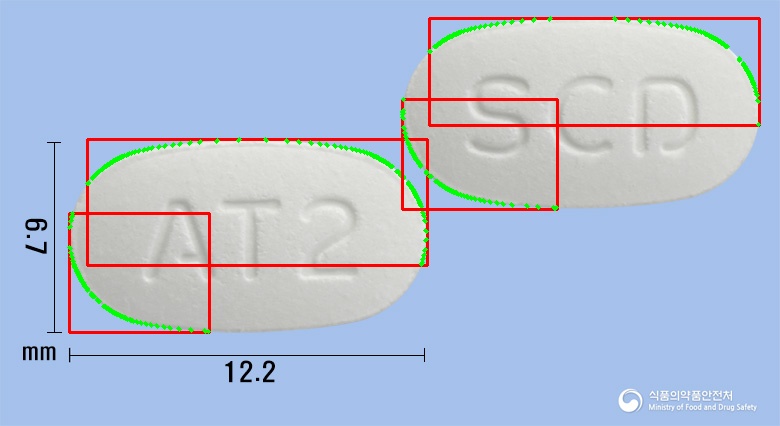 SCD
AT2
6.7
mm
12.2
식품의약품안전처
Ministry of Food and Drug Safety